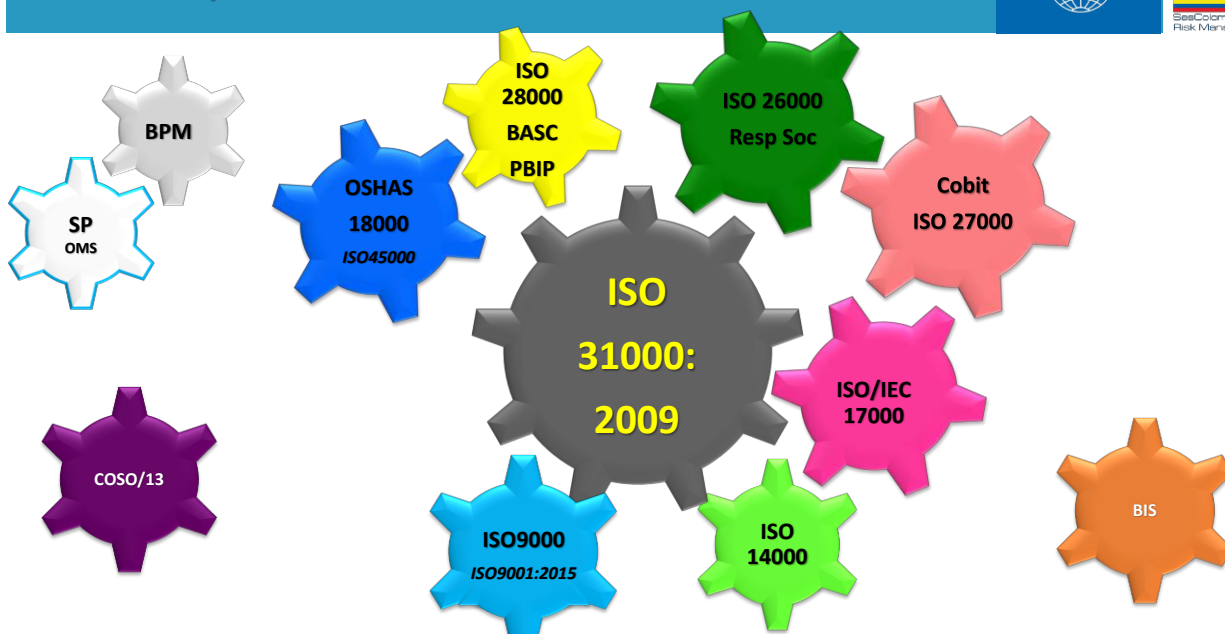 ISO
28000
BASC
PBIP
ISO 26000
Resp Soc
BPM
OSHAS
18000
ISO45000
Cobit
ISO 27000
SP
OMS
ISO
31000:
2009
ISO/IEC
17000
COSO/13
BIS
ISO9000
ISO9001:2015
ISO
14000